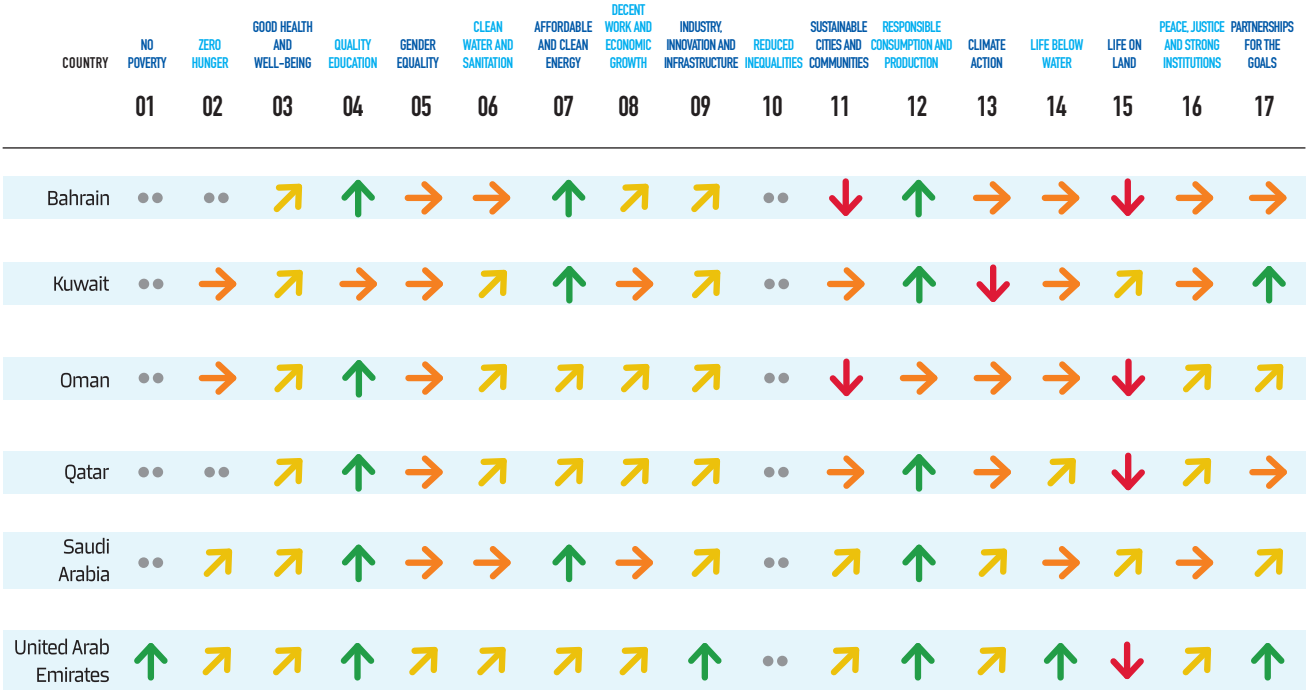 COUNTRY
NO
POVERTY
01
ZERO
HUNGER
02
GOOD HEALTH
AND
WELL-BEING
03
QUALITY
EDUCATION
04
GENDER
EQUALITY
05
CLEAN
WATER AND
SANITATION
06
AFFORDABLE
AND CLEAN
ENERGY
07
DECENT
WORK AND
ECONOMIC
GROWTH
08
INDUSTRY,
INNOVATION AND
INFRASTRUCTURE
09
REDUCED
INEQUALITIES
10
SUSTAINABLE
CITIES AND
COMMUNITIES
11
RESPONSIBLE
CONSUMPTION AND
PRODUCTION
12
CLIMATE
ACTION
13
LIFE BELOW
WATER
14
LIFE ON
LAND
15
PEACE, JUSTICE
AND STRONG
INSTITUTIONS
16
PARTNERSHIPS
FOR THE
GOALS
17
Bahrain
Kuwait
Oman
Qatar
Saudi
Arabia
United Arab
Emirates